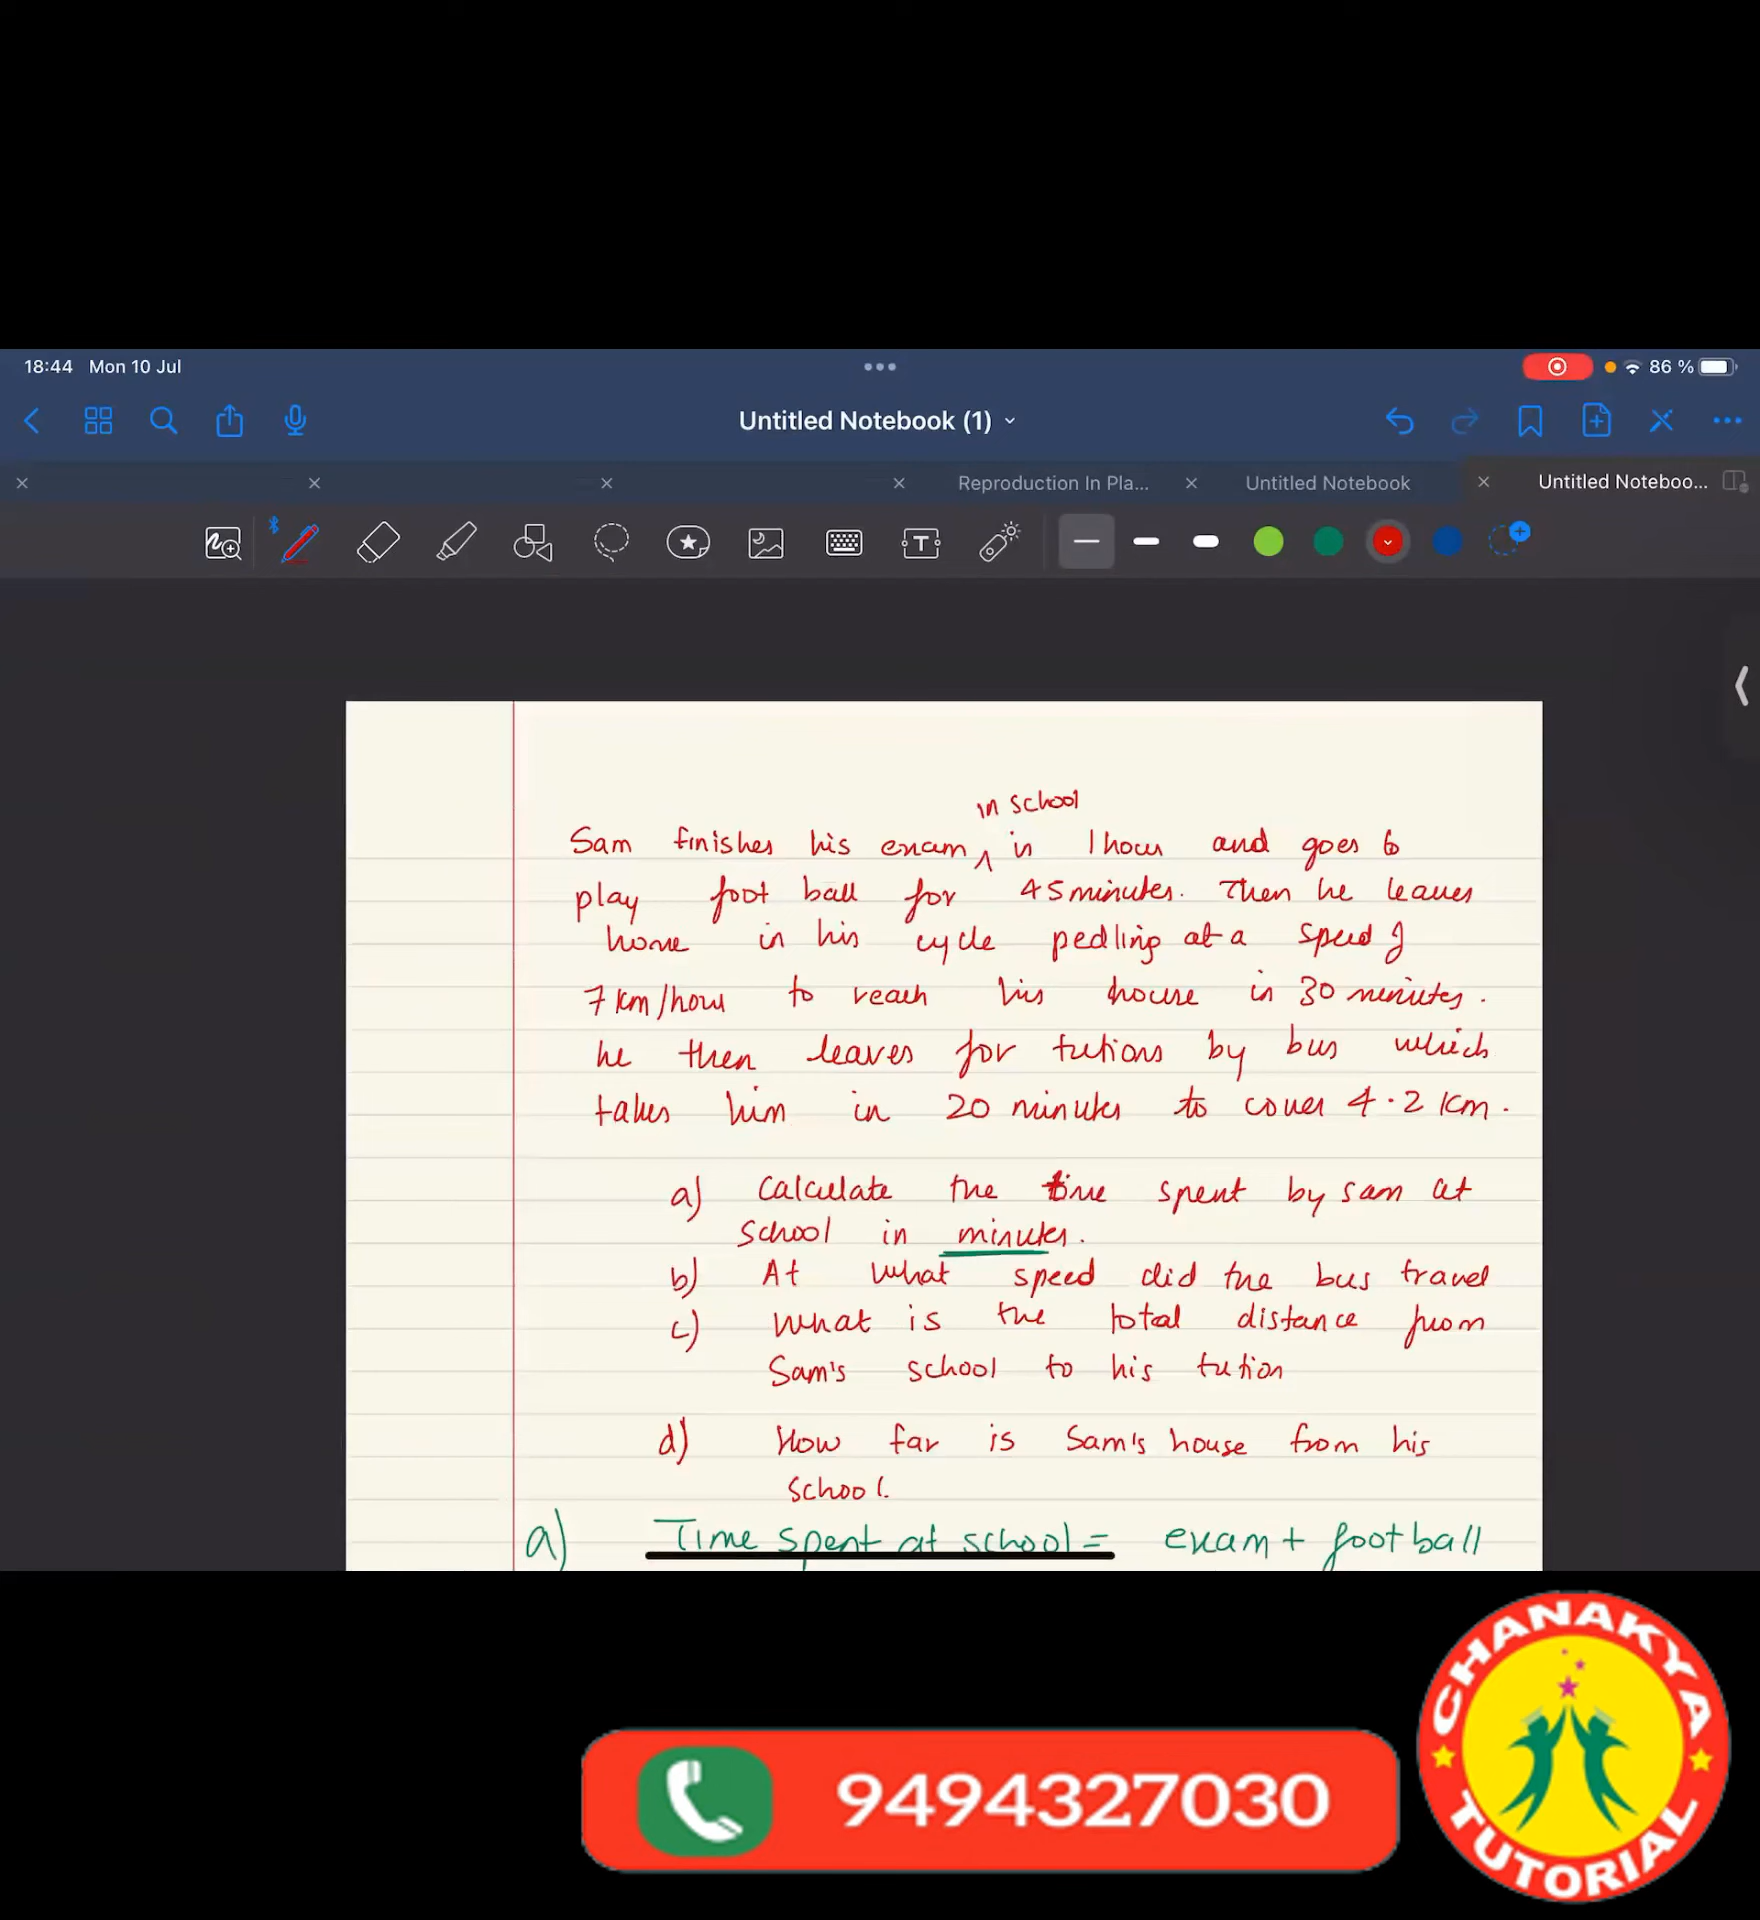 18:44 Mon 10 Jul
86 %
Untitled Notebook (1)
Reproduction In Pla...
Untitled Notebook
Untitled Noteboo...
in school
Sam finishes his exam ^ in 1 hour and goes to
play foot ball for 45 minutes. Then he leaves
home in his cycle pedling at a speed of
7 km/hour to reach his house in 30 minutes.
he then leaves for tutions by bus which
takes him in 20 minutes to cover 4.2 km.
a) Calculate the time spent by sam at
school in minutes.
b) At what speed did the bus travel
c) What is the total distance from
Sam's school to his tution
d) How far is Sam's house from his
school.
a) Time spent at school = exam + foot ball
9494327030
CHANAKYA
TUTORIAL